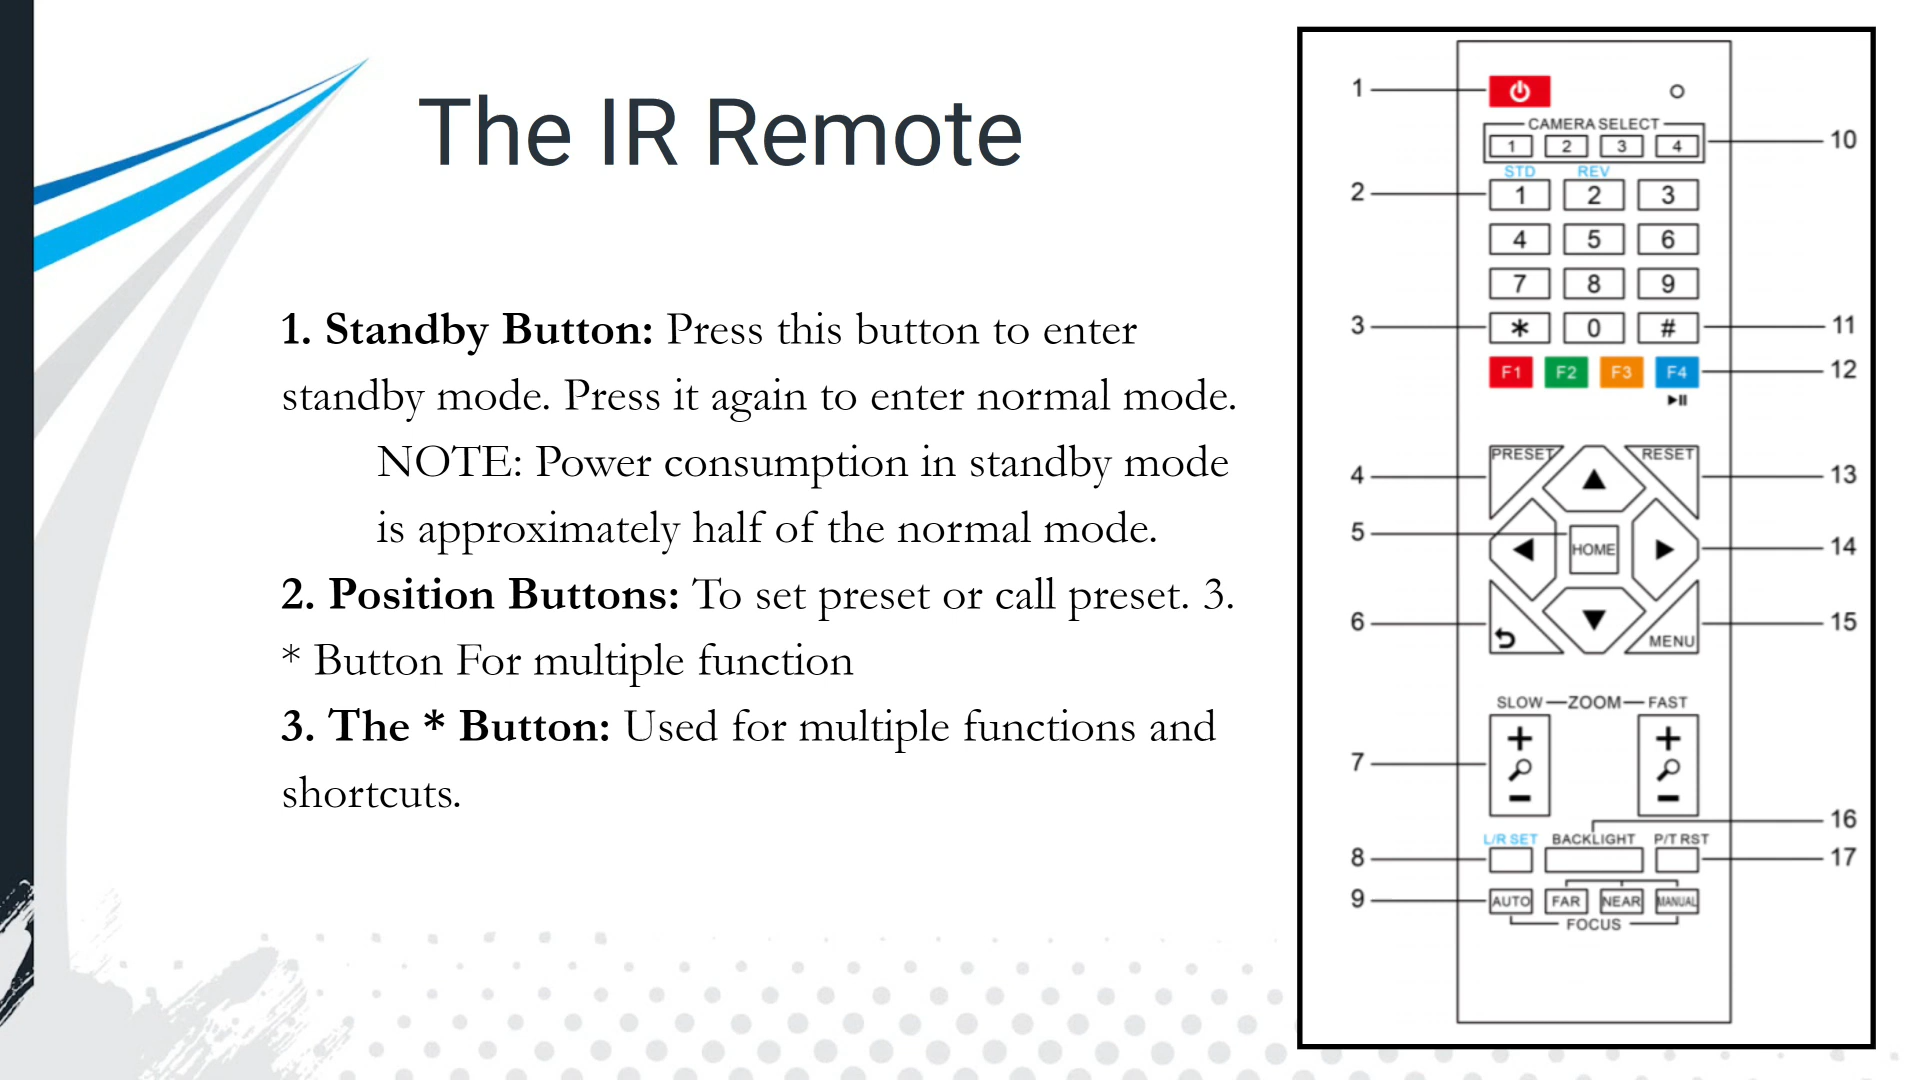 The IR Remote
1. Standby Button: Press this button to enter
standby mode. Press it again to enter normal mode.
NOTE: Power consumption in standby mode
is approximately half of the normal mode.
2. Position Buttons: To set preset or call preset. 3.
* Button For multiple function
3. The * Button: Used for multiple functions and
shortcuts.
1
CAMERA SELECT
10
1 2 3 4
STD REV
2
1 2 3
4 5 6
7 8 9
3
* 0 #
11
F1 F2 F3 F4
12
PRESET RESET
4
13
5
HOME
14
6
MENU
15
SLOW ZOOM FAST
+ +
7
- -
16
L/R SET BACKLIGHT P/T RST
8
17
9
AUTO FAR NEAR MANUAL
FOCUS